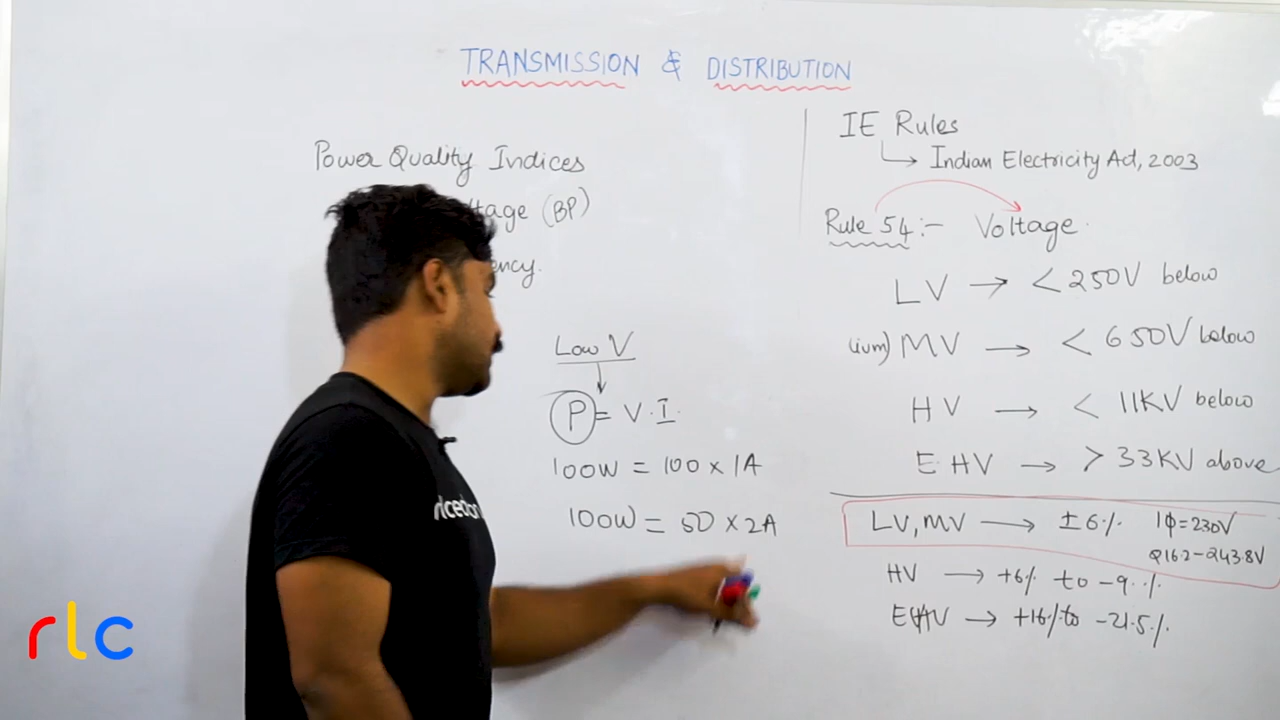 TRANSMISSION & DISTRIBUTION
Power Quality Indices
ltage (BP)
ency.
Low V
P = V.I.
100W = 100 x 1A
100W = 50 x 2A
IE Rules
Indian Electricity Act, 2003
Rule 54:- Voltage.
LV → < 250V below
(ium) MV → < 650V below
HV → < 11KV below
EHV → > 33KV above
LV, MV → ±6% 1φ=230V
216.2-243.8V
HV → +6% to -9.%
EHV → +16% to -21.5%
rlc